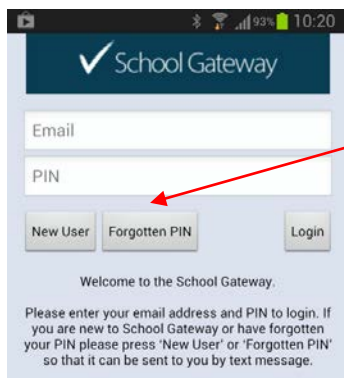 93% 10:20
School Gateway
Email
PIN
New User Forgotten PIN Login
Welcome to the School Gateway.
Please enter your email address and PIN to login. If
you are new to School Gateway or have forgotten
your PIN please press 'New User' or 'Forgotten PIN'
so that it can be sent to you by text message.